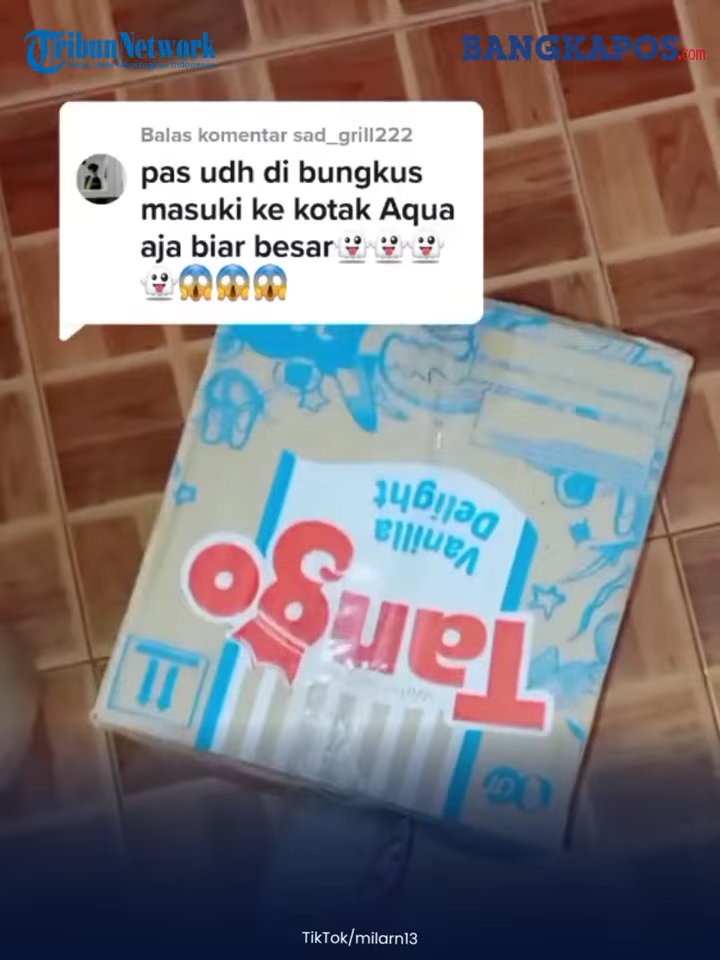 TribunNetwork
BANGKAPOS.com
Balas komentar sad_grill222
pas udh di bungkus
masuki ke kotak Aqua
aja biar besar👻👻👻
👻😱😱😱
Vanilla
Delight
Tango
TikTok/milarn13